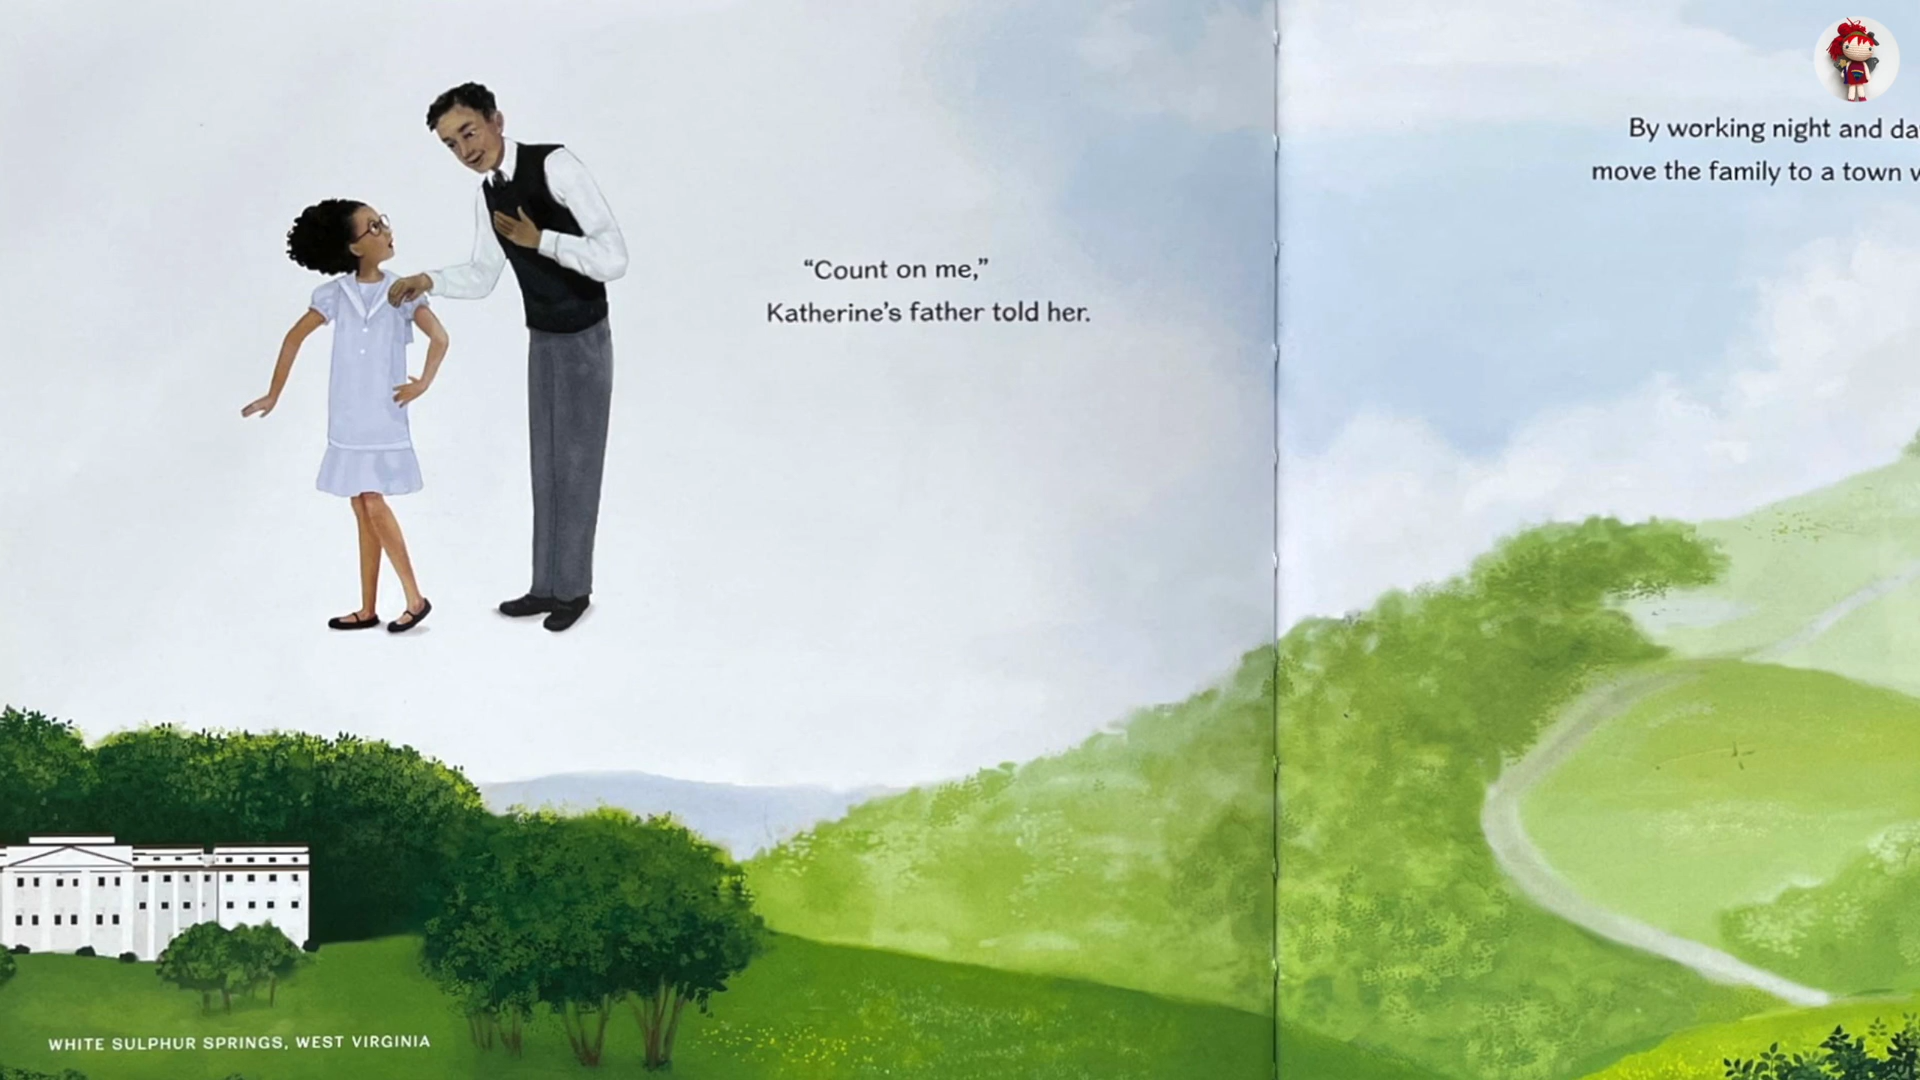 “Count on me,”
Katherine’s father told her.
By working night and
move the family to a town
WHITE SULPHUR SPRINGS, WEST VIRGINIA